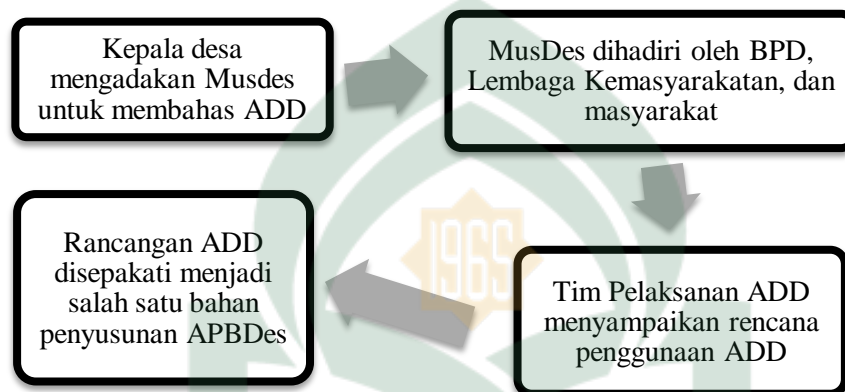 Kepala desa
mengadakan Musdes
untuk membahas ADD
MusDes dihadiri oleh BPD,
Lembaga Kemasyarakatan, dan
masyarakat
Tim Pelaksanan ADD
menyampaikan rencana
penggunaan ADD
Rancangan ADD
disepakati menjadi
salah satu bahan
penyusunan APBDes
1965